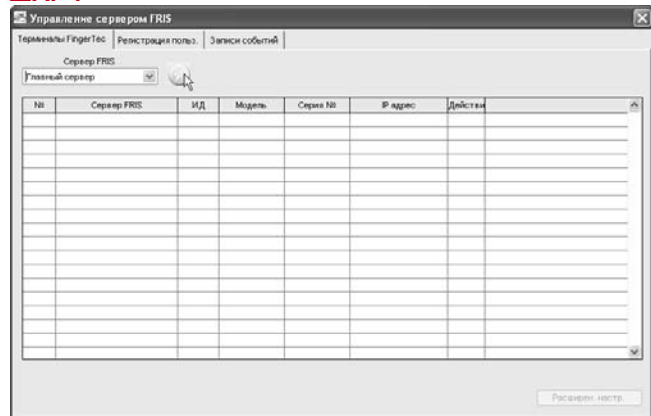 Управление сервером FRIS
Терминалы FingerTec Регистрация польз. Записи событий
Сервер FRIS
Главный сервер
№ Сервер FRIS ИД Модель Серия № IP адрес Действи
Расширен. настр.